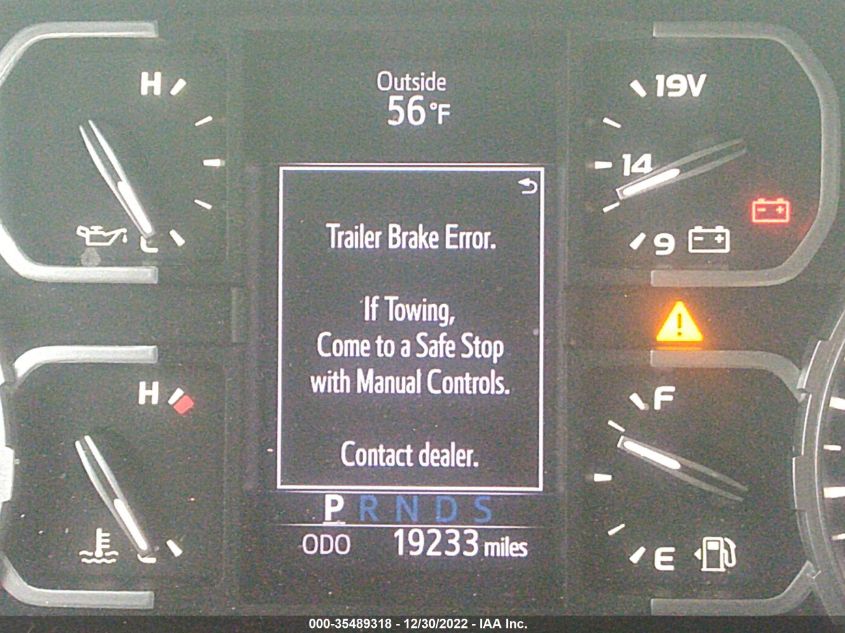 Outside
56°F
H
L
19V
14
9
Trailer Brake Error.
If Towing,
Come to a Safe Stop
with Manual Controls.
Contact dealer.
H
F
E
P R N D S
ODO 19233 miles
000-35489318 - 12/30/2022 - IAA Inc.